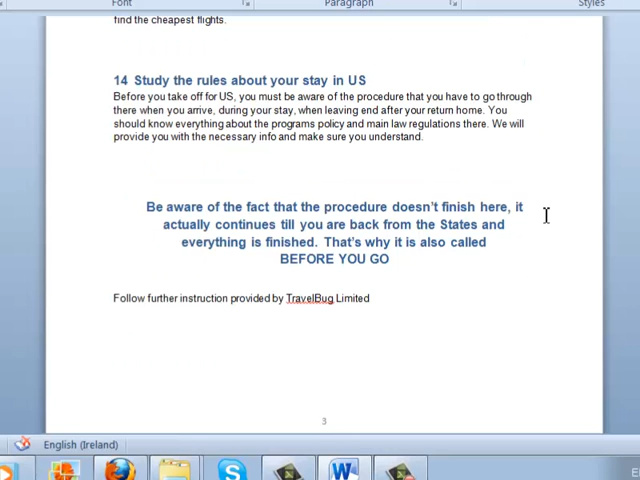 Font Paragraph Styles
find the cheapest flights.
14 Study the rules about your stay in US
Before you take off for US, you must be aware of the procedure that you have to go through
there when you arrive, during your stay, when leaving end after your return home. You
should know everything about the programs policy and main law regulations there. We will
provide you with the necessary info and make sure you understand.
Be aware of the fact that the procedure doesn't finish here, it
actually continues till you are back from the States and
everything is finished. That's why it is also called
BEFORE YOU GO
Follow further instruction provided by TravelBug Limited
3
English (Ireland)